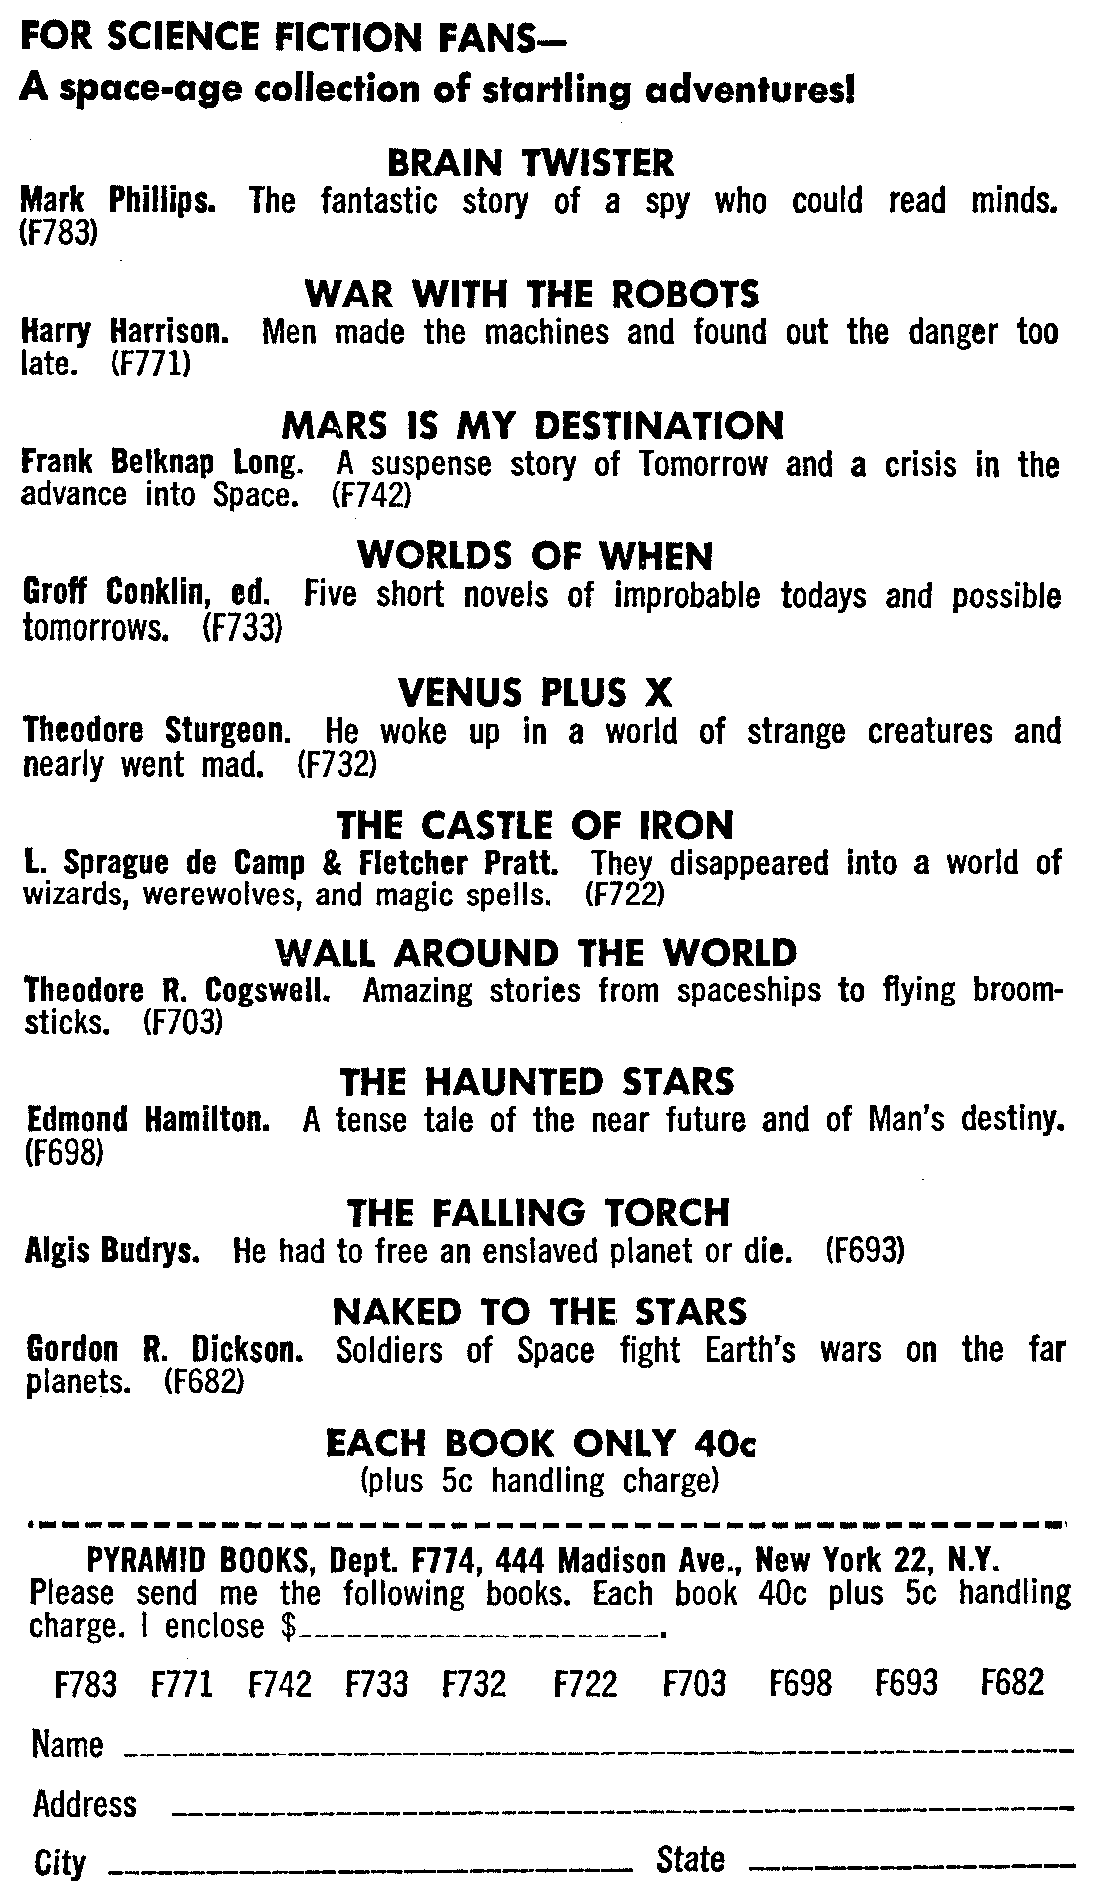 FOR SCIENCE FICTION FANS—
A space-age collection of startling adventures!
BRAIN TWISTER
Mark Phillips. The fantastic story of a spy who could read minds.
(F783)
WAR WITH THE ROBOTS
Harry Harrison. Men made the machines and found out the danger too
late. (F771)
MARS IS MY DESTINATION
Frank Belknap Long. A suspense story of Tomorrow and a crisis in the
advance into Space. (F742)
WORLDS OF WHEN
Groff Conklin, ed. Five short novels of improbable todays and possible
tomorrows. (F733)
VENUS PLUS X
Theodore Sturgeon. He woke up in a world of strange creatures and
nearly went mad. (F732)
THE CASTLE OF IRON
L. Sprague de Camp & Fletcher Pratt. They disappeared into a world of
wizards, werewolves, and magic spells. (F722)
WALL AROUND THE WORLD
Theodore R. Cogswell. Amazing stories from spaceships to flying broom-
sticks. (F703)
THE HAUNTED STARS
Edmond Hamilton. A tense tale of the near future and of Man's destiny.
(F698)
THE FALLING TORCH
Algis Budrys. He had to free an enslaved planet or die. (F693)
NAKED TO THE STARS
Gordon R. Dickson. Soldiers of Space fight Earth's wars on the far
planets. (F682)
EACH BOOK ONLY 40c
(plus 5c handling charge)
PYRAMID BOOKS, Dept. F774, 444 Madison Ave., New York 22, N.Y.
Please send me the following books. Each book 40c plus 5c handling
charge. I enclose $______________________.
F783 F771 F742 F733 F732 F722 F703 F698 F693 F682
Name ______________________
Address ______________________
City ______________________ State ______________________